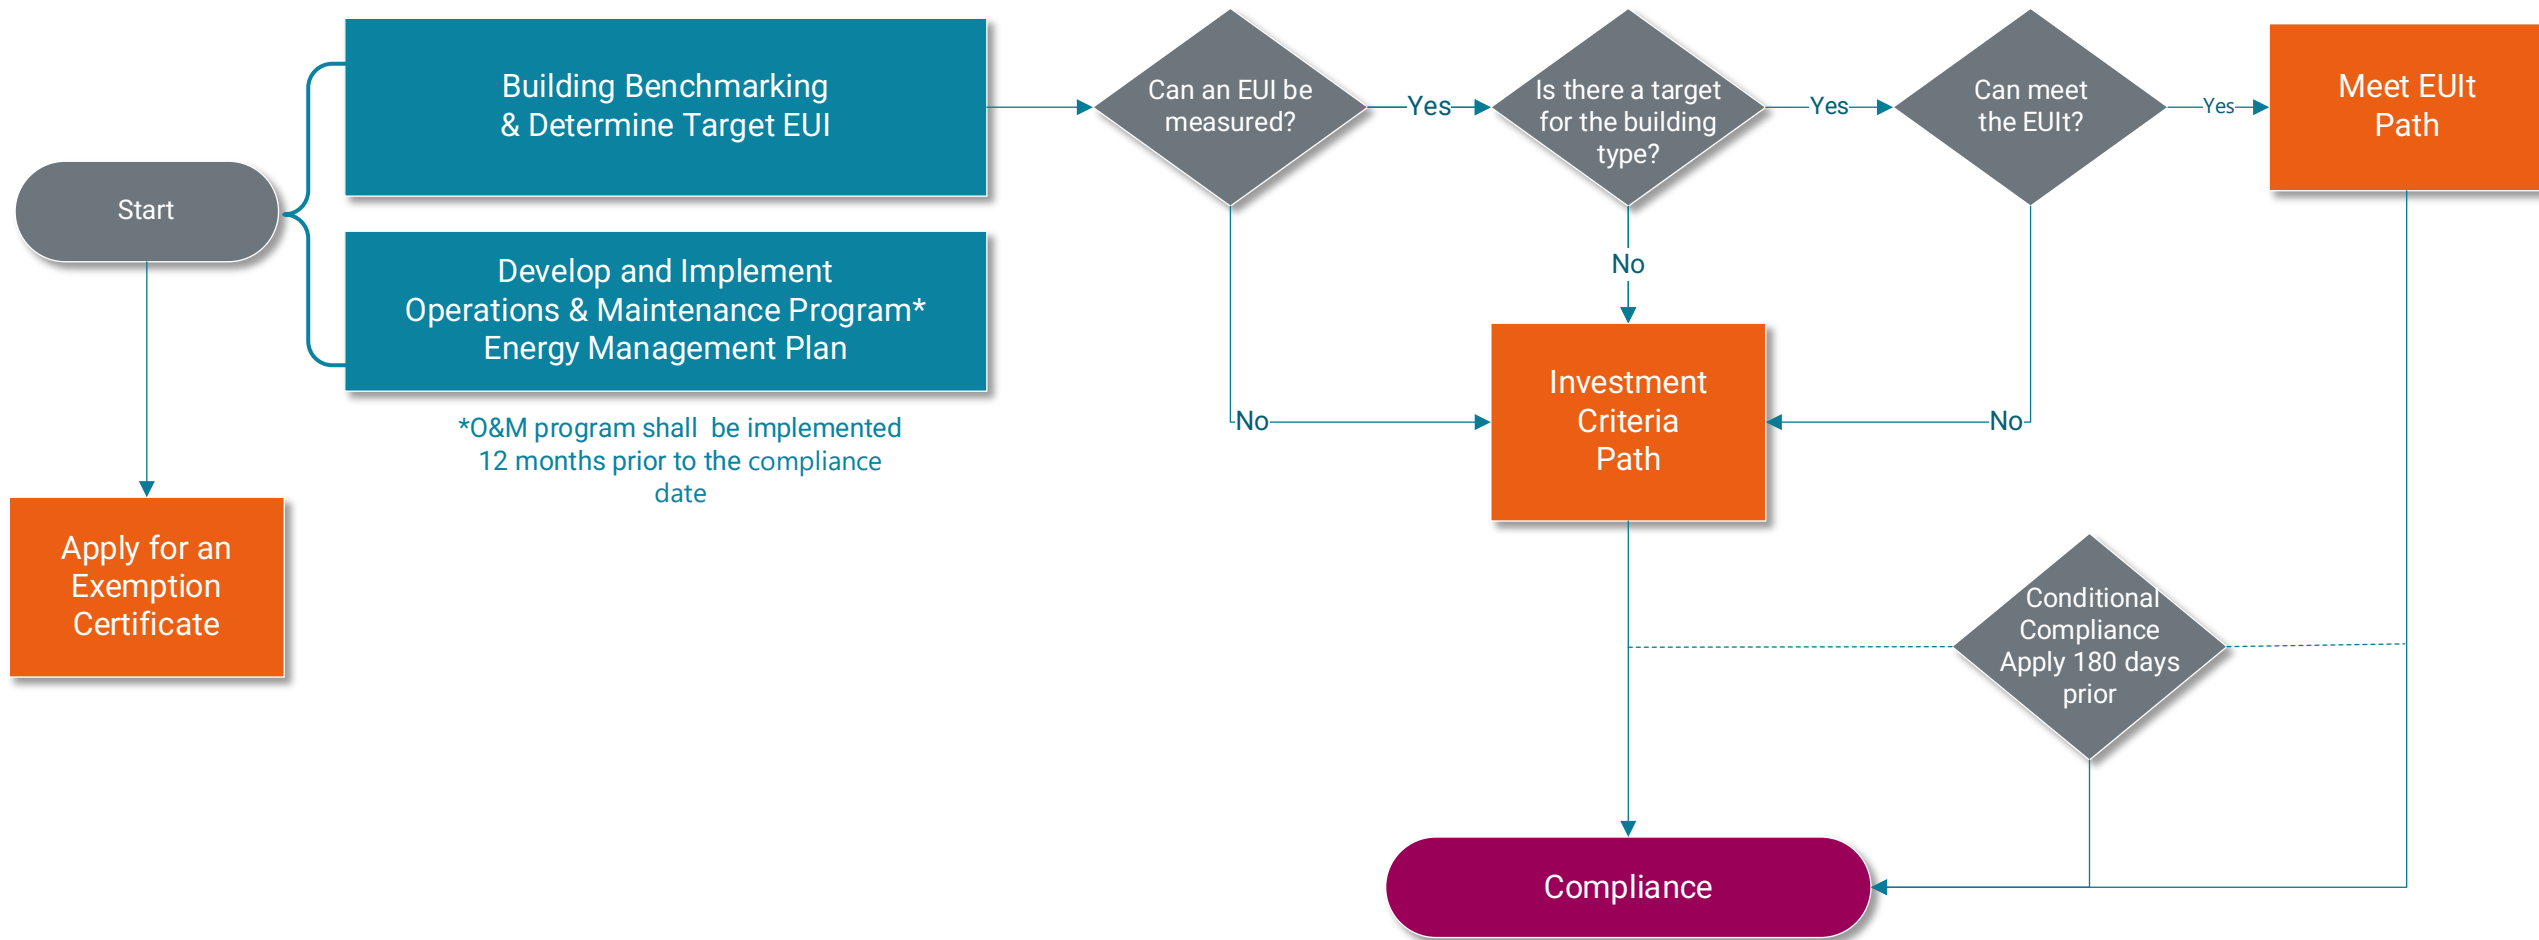 Start
Building Benchmarking
& Determine Target EUI
Develop and Implement
Operations & Maintenance Program*
Energy Management Plan
*O&M program shall be implemented
12 months prior to the compliance
date
Apply for an
Exemption
Certificate
Can an EUI be
measured?
Yes
Is there a target
for the building
type?
Yes
Can meet
the EUIt?
Yes
Meet EUIt
Path
No
No
No
Investment
Criteria
Path
Conditional
Compliance
Apply 180 days
prior
Compliance